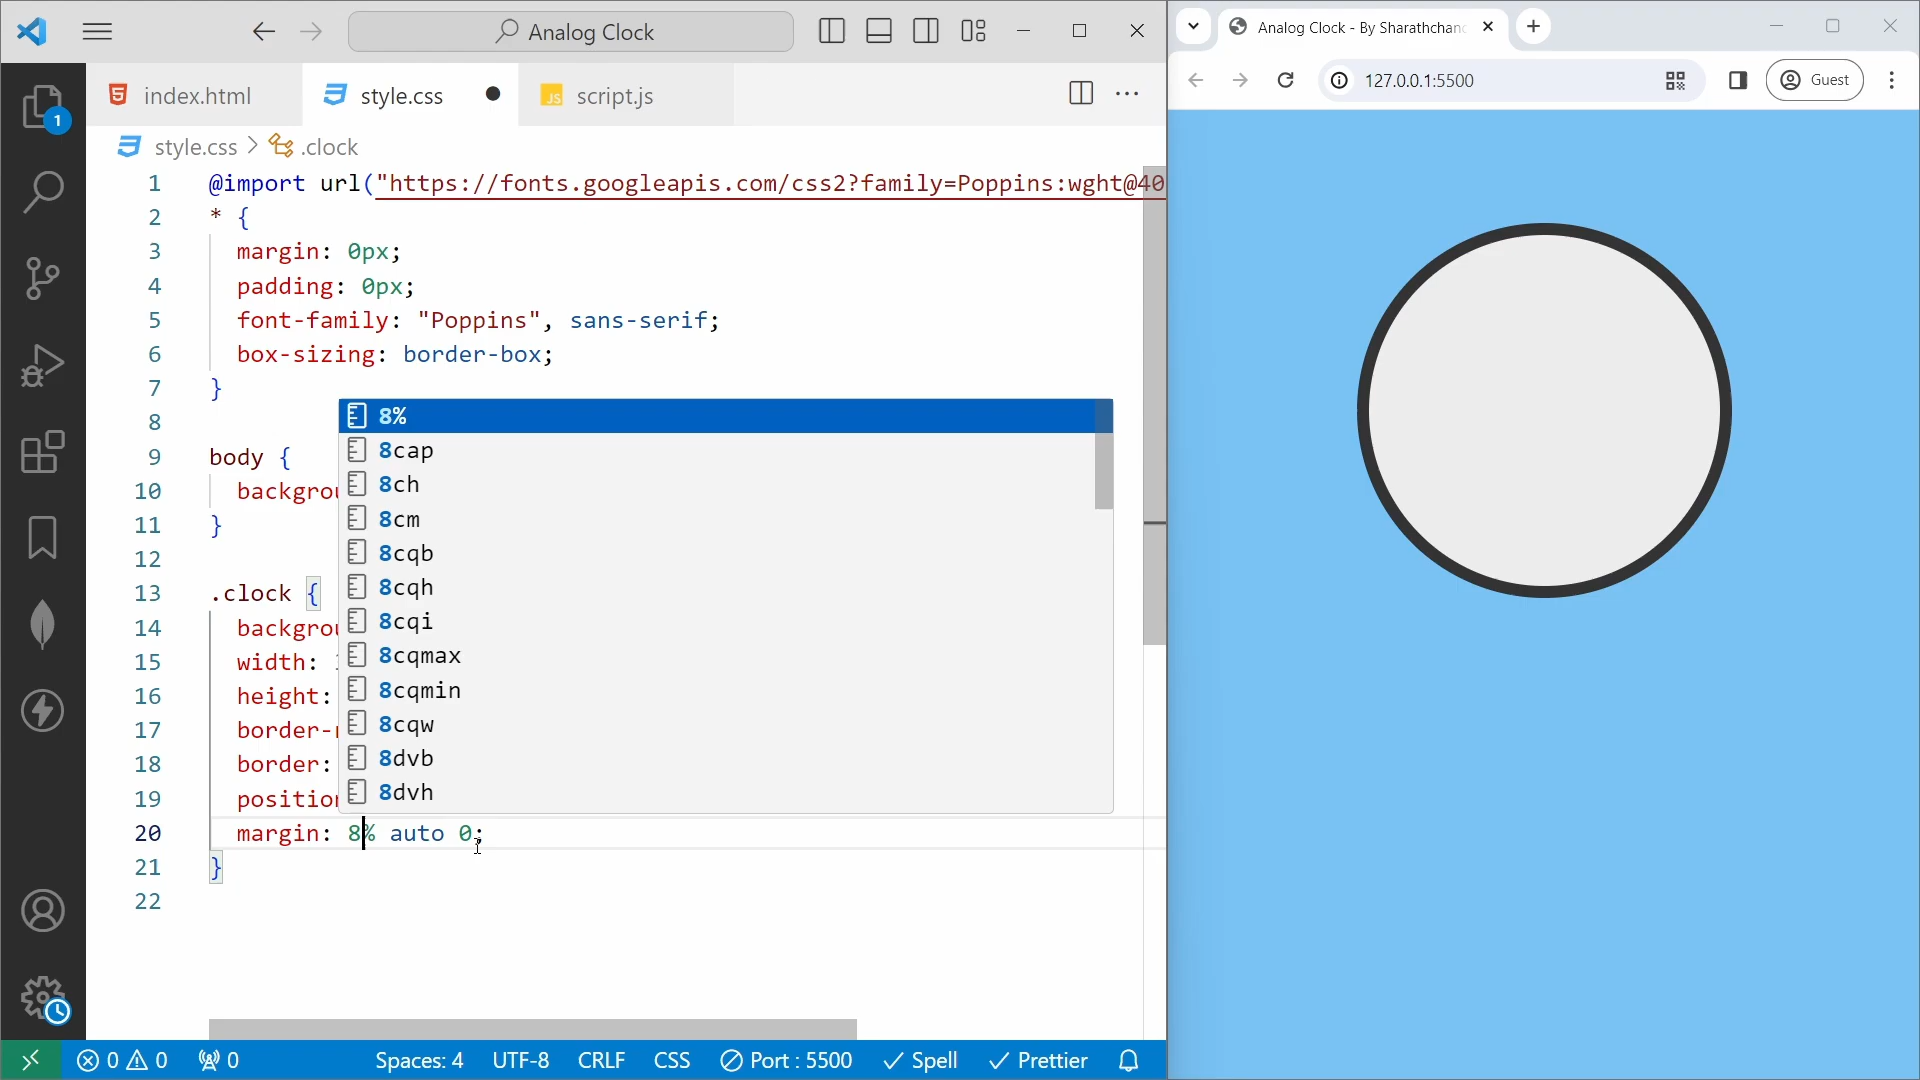 Analog Clock
index.html
style.css
script.js
style.css > .clock
1 @import url("https://fonts.googleapis.com/css2?family=Poppins:wght@40
2 * {
3 margin: 0px;
4 padding: 0px;
5 font-family: "Poppins", sans-serif;
6 box-sizing: border-box;
7 }
8
9 body {
10 backgrou
11 }
12
13 .clock {
14 backgrou
15 width:
16 height:
17 border-
18 border:
19 position
20 margin: 8% auto 0;
21 }
22
8%
8cap
8ch
8cm
8cqb
8cqh
8cqi
8cqmax
8cqmin
8cqw
8dvb
8dvh
1
0 0 0 Spaces: 4 UTF-8 CRLF CSS Port : 5500 Spell Prettier
Analog Clock - By Sharathchan
127.0.0.1:5500
Guest